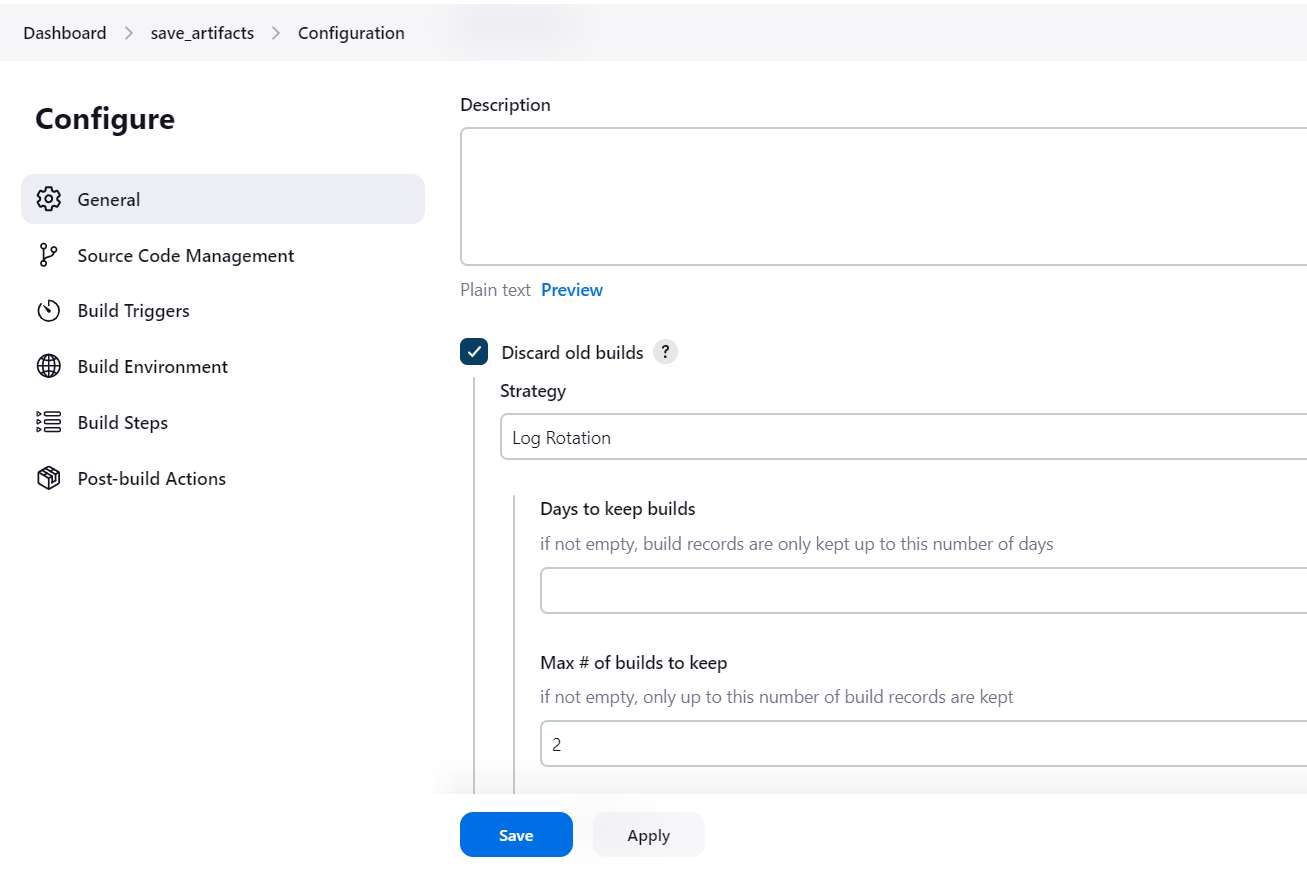 Dashboard > save_artifacts > Configuration
Configure
General
Source Code Management
Build Triggers
Build Environment
Build Steps
Post-build Actions
Description
Plain text Preview
Discard old builds ?
Strategy
Log Rotation
Days to keep builds
if not empty, build records are only kept up to this number of days
Max # of builds to keep
if not empty, only up to this number of build records are kept
2
Save Apply